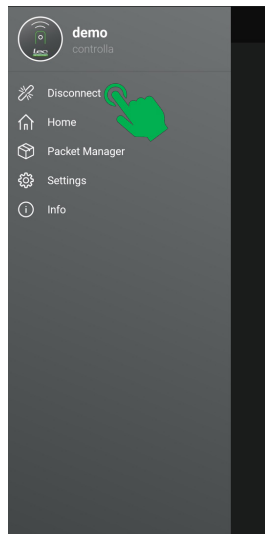 demo
controlla
Disconnect
Home
Packet Manager
Settings
Info